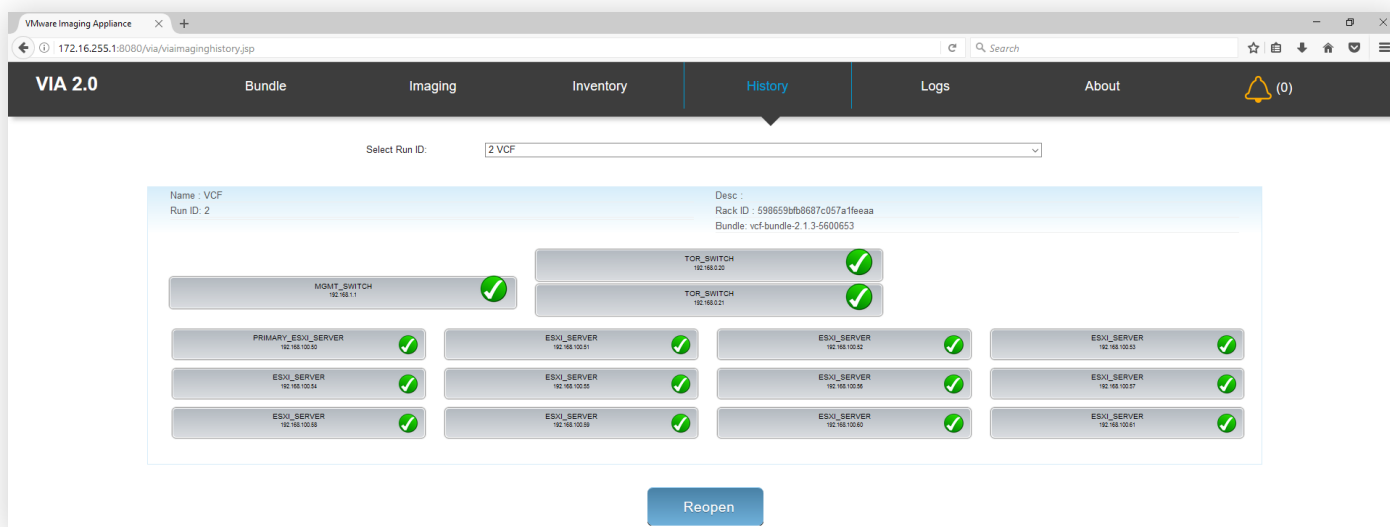 VMware Imaging Appliance
172.16.255.1:8080/via/viaimaginghistory.jsp
Search
VIA 2.0 Bundle Imaging Inventory History Logs About (0)
Select Run ID: 2 VCF
Name : VCF
Run ID: 2
Desc :
Rack ID : 598659bfb8687c057a1feeaa
Bundle: vcf-bundle-2.1.3-5600653
TOR_SWITCH
192.168.0.20
MGMT_SWITCH
192.168.1.1
TOR_SWITCH
192.168.0.21
PRIMARY_ESXI_SERVER
192.168.100.50
ESXI_SERVER
192.168.100.51
ESXI_SERVER
192.168.100.52
ESXI_SERVER
192.168.100.53
ESXI_SERVER
192.168.100.54
ESXI_SERVER
192.168.100.55
ESXI_SERVER
192.168.100.56
ESXI_SERVER
192.168.100.57
ESXI_SERVER
192.168.100.58
ESXI_SERVER
192.168.100.59
ESXI_SERVER
192.168.100.60
ESXI_SERVER
192.168.100.61
Reopen